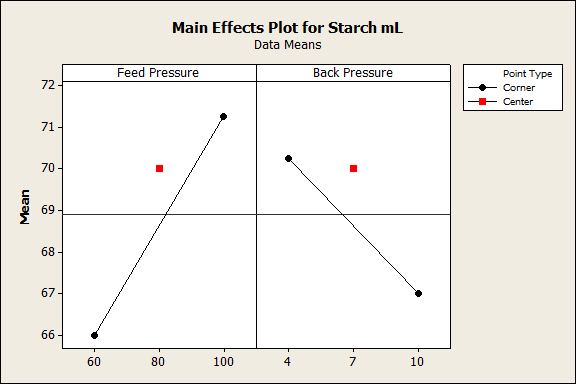 Main Effects Plot for Starch mL
Data Means
Feed Pressure Back Pressure
Point Type
Corner
Center
Mean
72
71
70
69
68
67
66
60 80 100 4 7 10